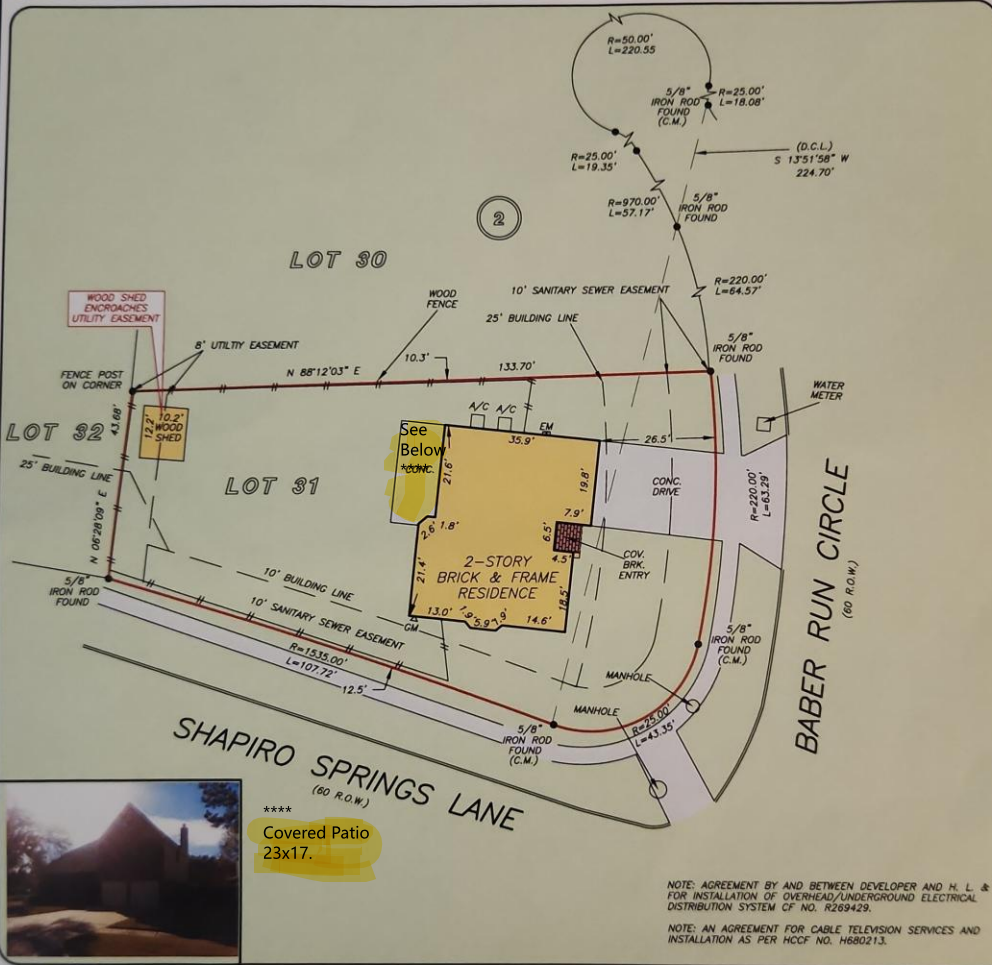 R=50.00'
L=220.55
5/8"
IRON ROD
FOUND
(C.M.)
R=25.00'
L=18.08'
(D.C.L.)
S 13°51'58" W
224.70'
R=25.00'
L=19.35'
R=970.00'
L=57.17'
5/8"
IRON ROD
FOUND
2
LOT 30
R=220.00'
L=64.57'
10' SANITARY SEWER EASEMENT
WOOD
FENCE
25' BUILDING LINE
WOOD SHED
ENCROACHES
UTILITY EASEMENT
8' UTILTIY EASEMENT
5/8"
IRON ROD
FOUND
FENCE POST
ON CORNER
N 88°12'03" E
10.3'
133.70'
WATER
METER
43.68'
10.2'
12.2'
WOOD
SHED
LOT 32
25' BUILDING LINE
A/C
A/C
EM
See
Below
****
CONC.
35.9'
26.5'
21.6'
19.8'
LOT 31
CONC.
DRIVE
R=220.00'
L=63.29'
N 06°28'09" E
2.6'
1.8'
7.9'
6.5'
4.5'
COV.
BRK.
ENTRY
2-STORY
BRICK & FRAME
RESIDENCE
21.4'
18.5'
5/8"
IRON ROD
FOUND
10' BUILDING LINE
10' SANITARY SEWER EASEMENT
13.0'
1.9'
5.9'
1.9'
14.6'
GM
BABER RUN CIRCLE
(60 R.O.W.)
5/8"
IRON ROD
FOUND
(C.M.)
R=1535.00'
L=107.72'
12.5'
MANHOLE
MANHOLE
R=25.00'
L=43.35'
5/8"
IRON ROD
FOUND
(C.M.)
SHAPIRO SPRINGS LANE
(60 R.O.W.)
****
Covered Patio
23x17.
NOTE: AGREEMENT BY AND BETWEEN DEVELOPER AND H. L. &
FOR INSTALLATION OF OVERHEAD/UNDERGROUND ELECTRICAL
DISTRIBUTION SYSTEM CF NO. R269429.
NOTE: AN AGREEMENT FOR CABLE TELEVISION SERVICES AND
INSTALLATION AS PER HCCF NO. H680213.